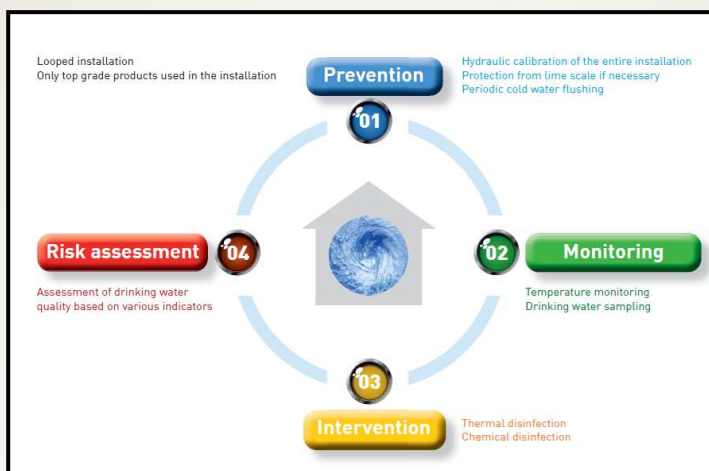 Looped installation
Only top grade products used in the installation
Prevention
Hydraulic calibration of the entire installation
Protection from lime scale if necessary
Periodic cold water flushing
01
Risk assessment
04
02
Monitoring
Assessment of drinking water
quality based on various indicators
Temperature monitoring
Drinking water sampling
03
Intervention
Thermal disinfection
Chemical disinfection